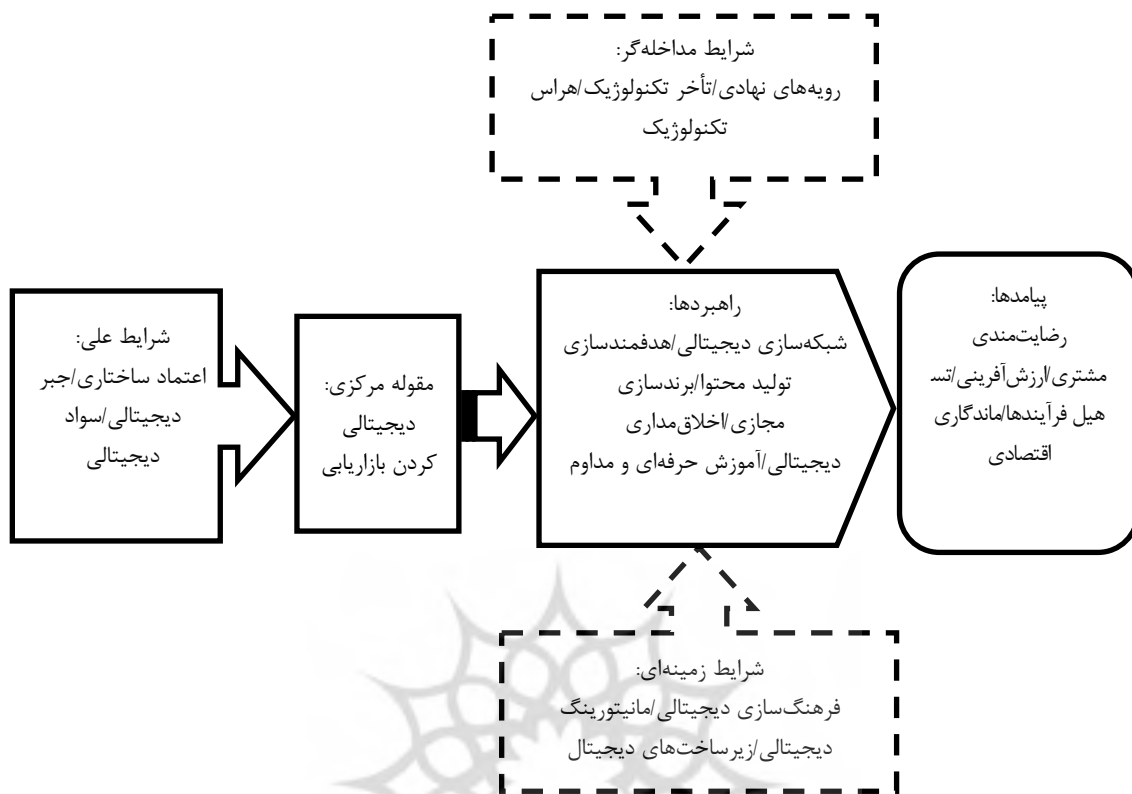 شرایط مداخله‌گر:
رویه‌های نهادی/تأخر تکنولوژیک/هراس
تکنولوژیک
شرایط علی:
اعتماد ساختاری/جبر
دیجیتالی/سواد
دیجیتالی
مقوله مرکزی:
دیجیتالی
کردن بازاریابی
راهبردها:
شبکه‌سازی دیجیتالی/هدفمندسازی
تولید محتوا/برندسازی
مجازی/اخلاق‌مداری
دیجیتالی/آموزش حرفه‌ای و مداوم
پیامدها:
رضایت‌مندی
مشتری/ارزش‌آفرینی/تسـ
هیل فرآیندها/ماندگاری
اقتصادی
شرایط زمینه‌ای:
فرهنگ‌سازی دیجیتالی/مانیتورینگ
دیجیتالی/زیرساخت‌های دیجیتال